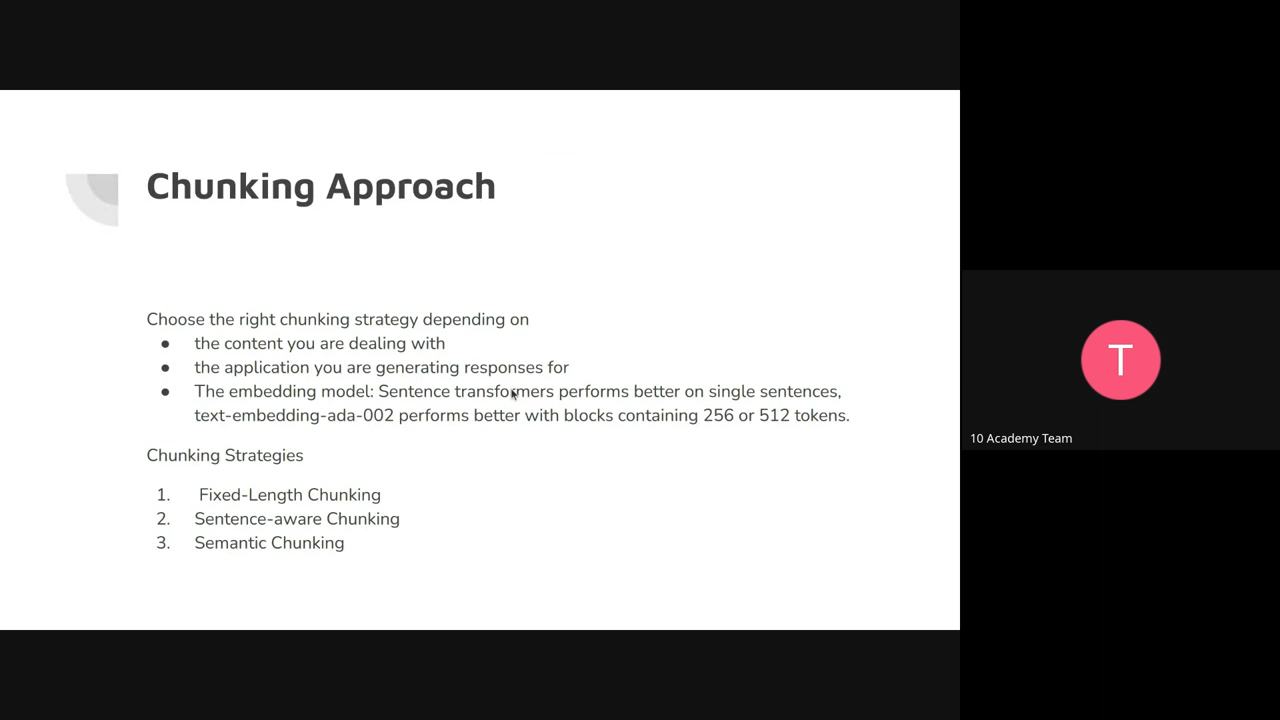 Chunking Approach
Choose the right chunking strategy depending on
● the content you are dealing with
● the application you are generating responses for
● The embedding model: Sentence transformers performs better on single sentences,
text-embedding-ada-002 performs better with blocks containing 256 or 512 tokens.
Chunking Strategies
1. Fixed-Length Chunking
2. Sentence-aware Chunking
3. Semantic Chunking
T
10 Academy Team